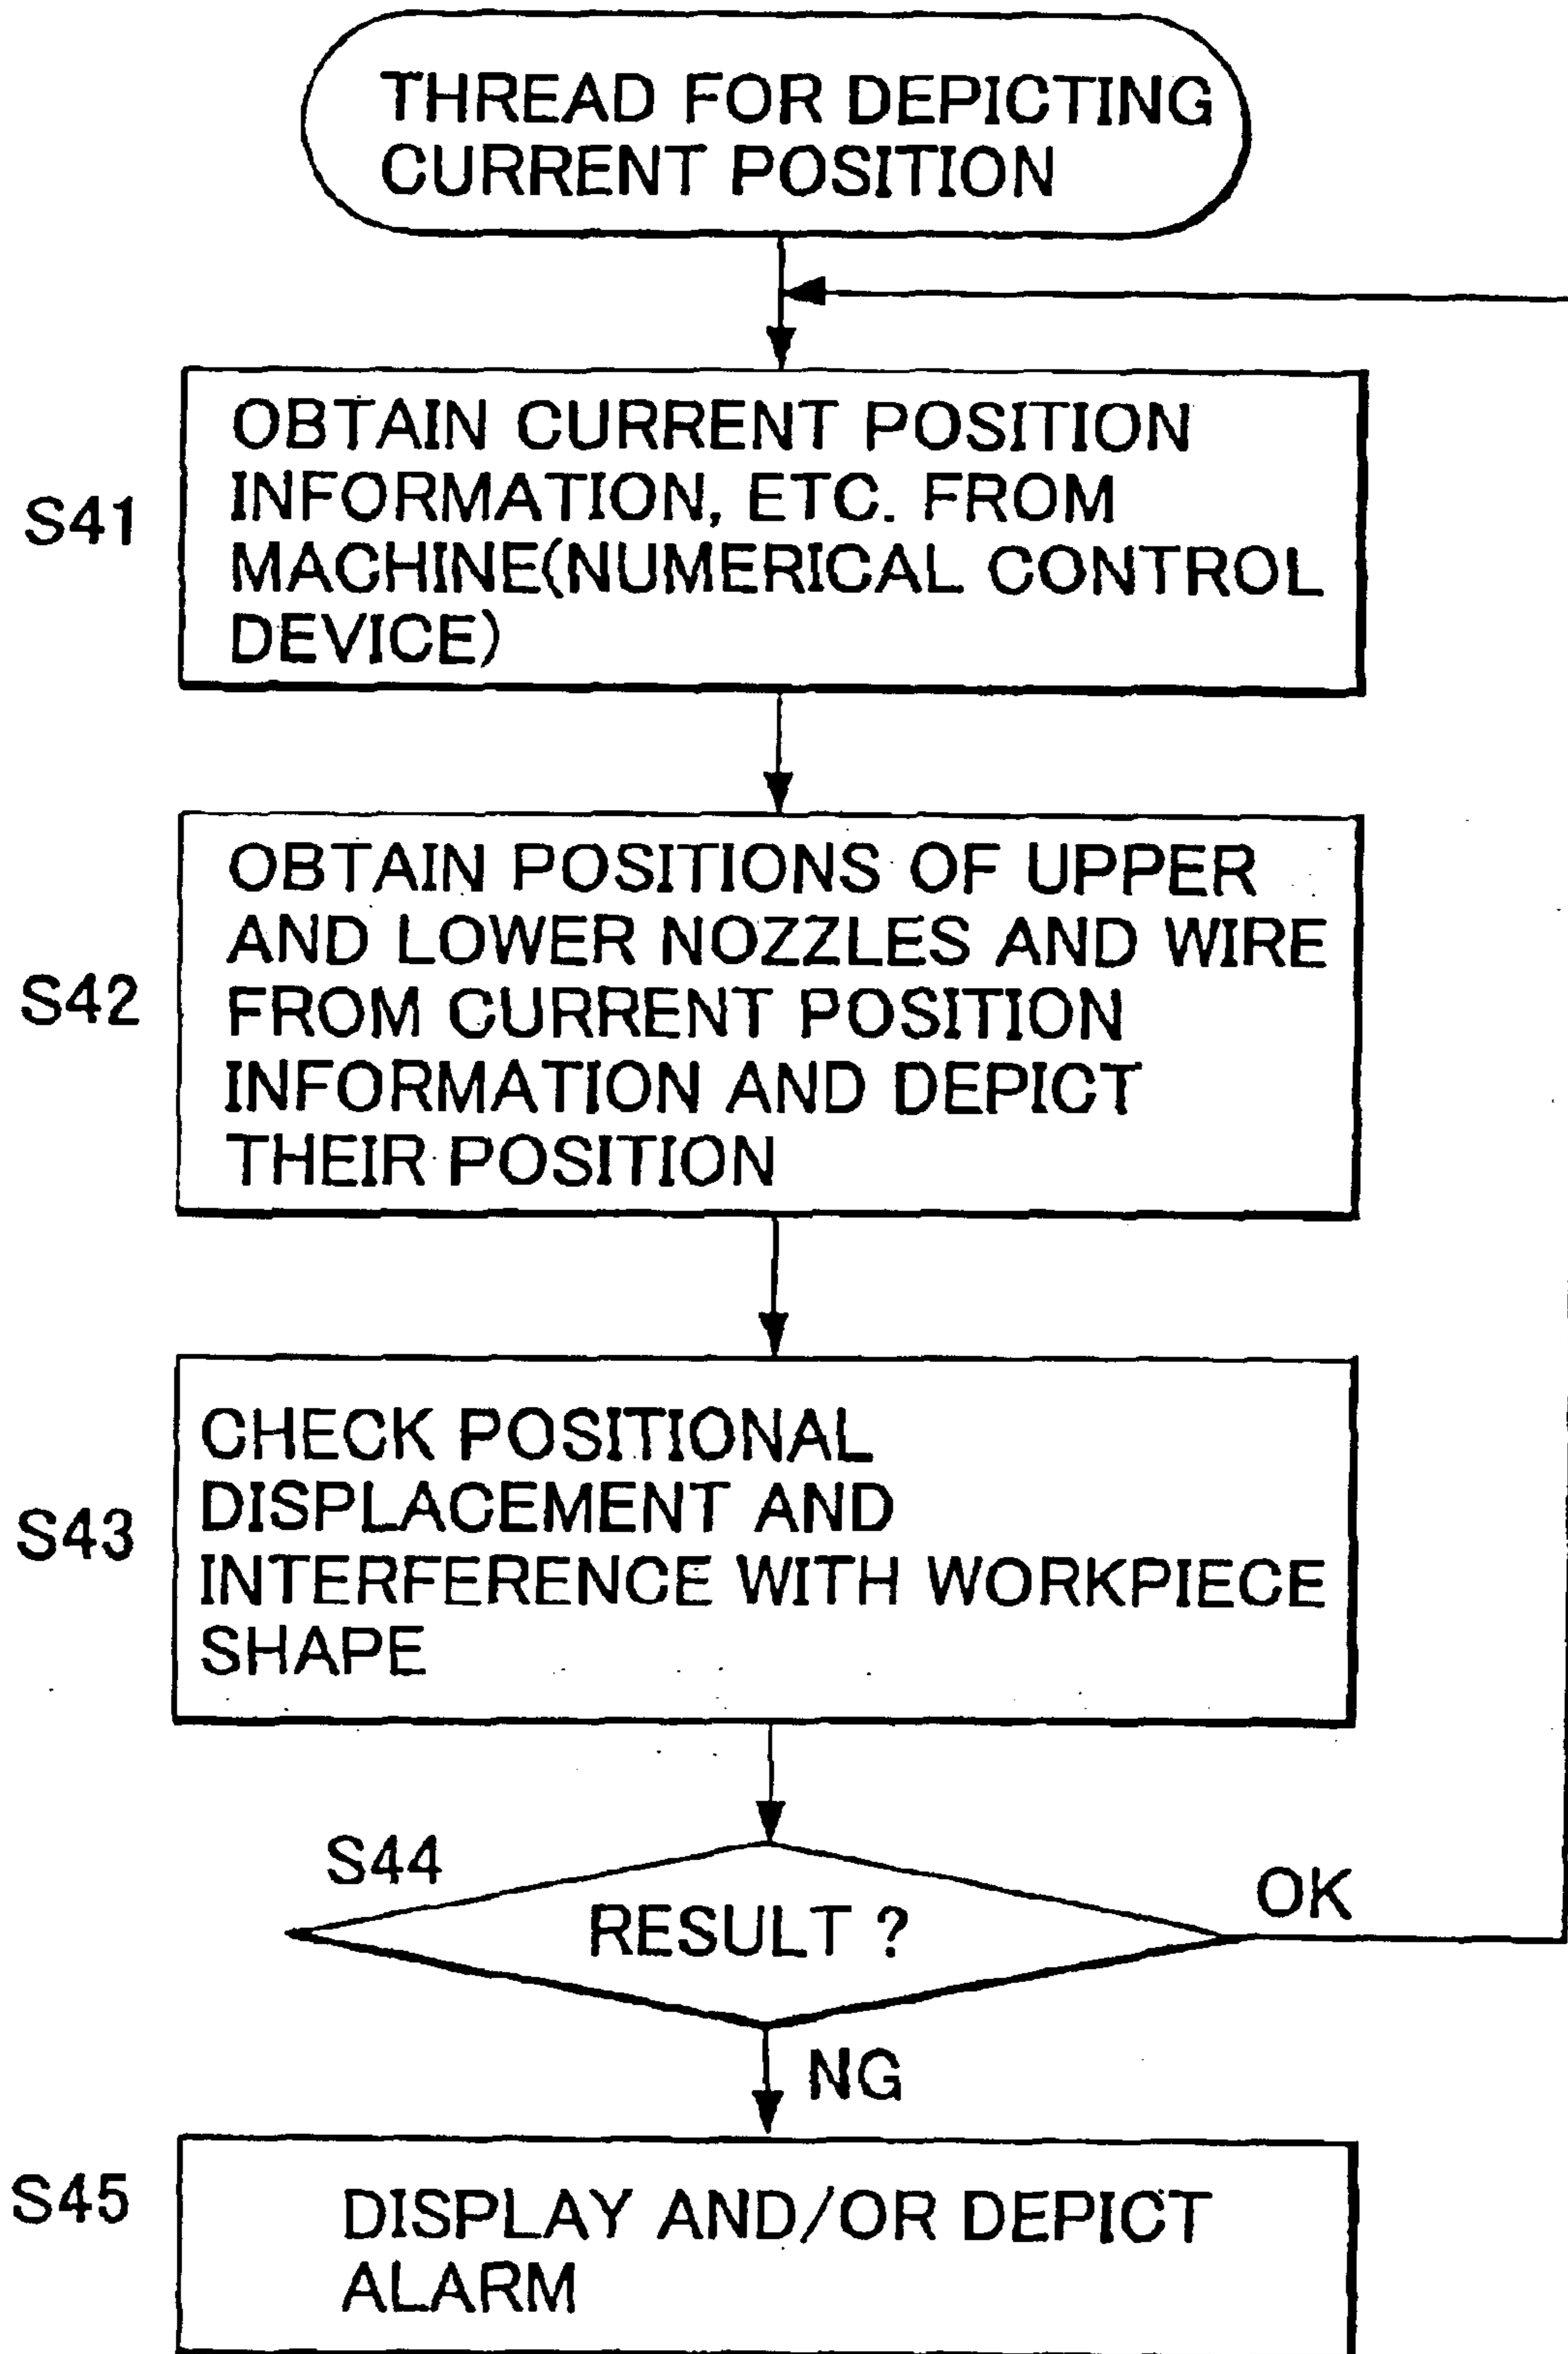 THREAD FOR DEPICTING
CURRENT POSITION
S41
OBTAIN CURRENT POSITION
INFORMATION, ETC. FROM
MACHINE(NUMERICAL CONTROL
DEVICE)
S42
OBTAIN POSITIONS OF UPPER
AND LOWER NOZZLES AND WIRE
FROM CURRENT POSITION
INFORMATION AND DEPICT
THEIR POSITION
S43
CHECK POSITIONAL
DISPLACEMENT AND
INTERFERENCE WITH WORKPIECE
SHAPE
S44
RESULT ?
OK
NG
S45
DISPLAY AND/OR DEPICT
ALARM